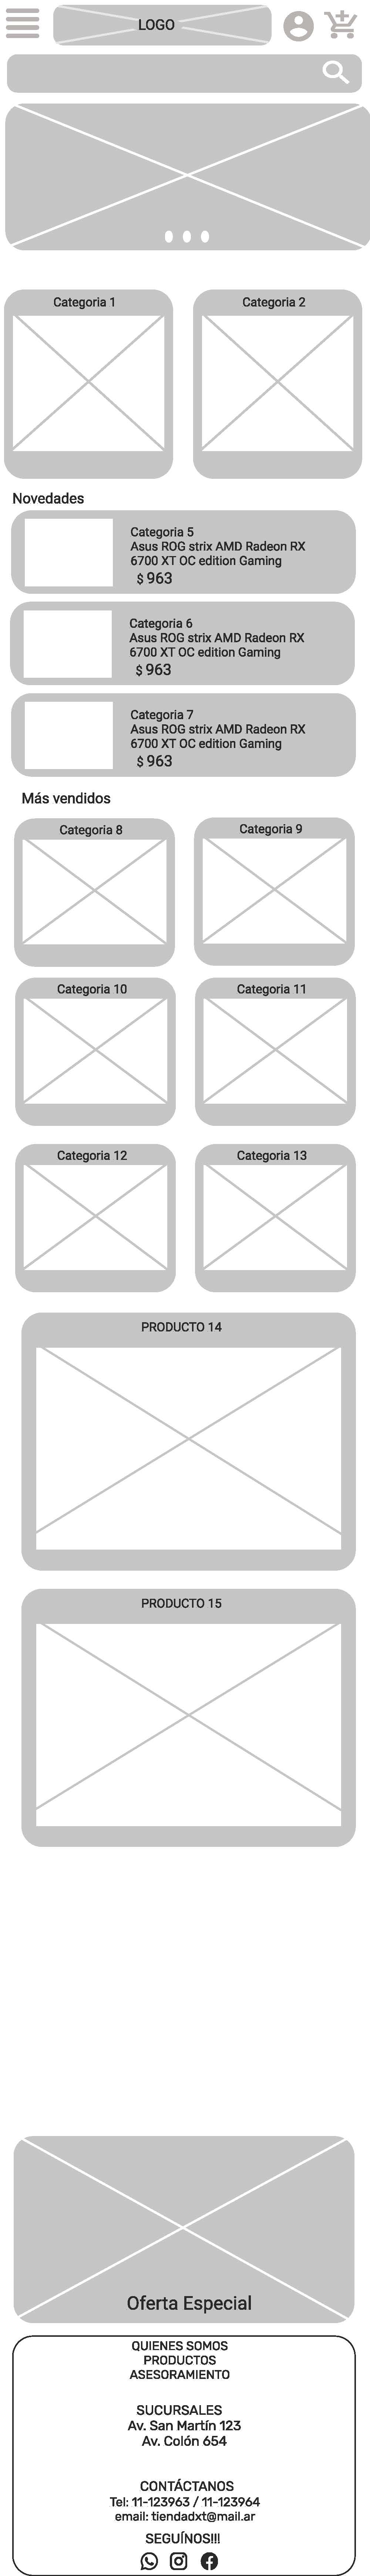 LOGO
Categoria 1
Categoria 2
Novedades
Categoria 5
Asus ROG strix AMD Radeon RX
6700 XT OC edition Gaming
$ 963
Categoria 6
Asus ROG strix AMD Radeon RX
6700 XT OC edition Gaming
$ 963
Categoria 7
Asus ROG strix AMD Radeon RX
6700 XT OC edition Gaming
$ 963
Más vendidos
Categoria 8
Categoria 9
Categoria 10
Categoria 11
Categoria 12
Categoria 13
PRODUCTO 14
PRODUCTO 15
Oferta Especial
QUIENES SOMOS
PRODUCTOS
ASESORAMIENTO
SUCURSALES
Av. San Martín 123
Av. Colón 654
CONTÁCTANOS
Tel: 11-123963 / 11-123964
email: tiendadxt@mail.ar
SEGUÍNOS!!!